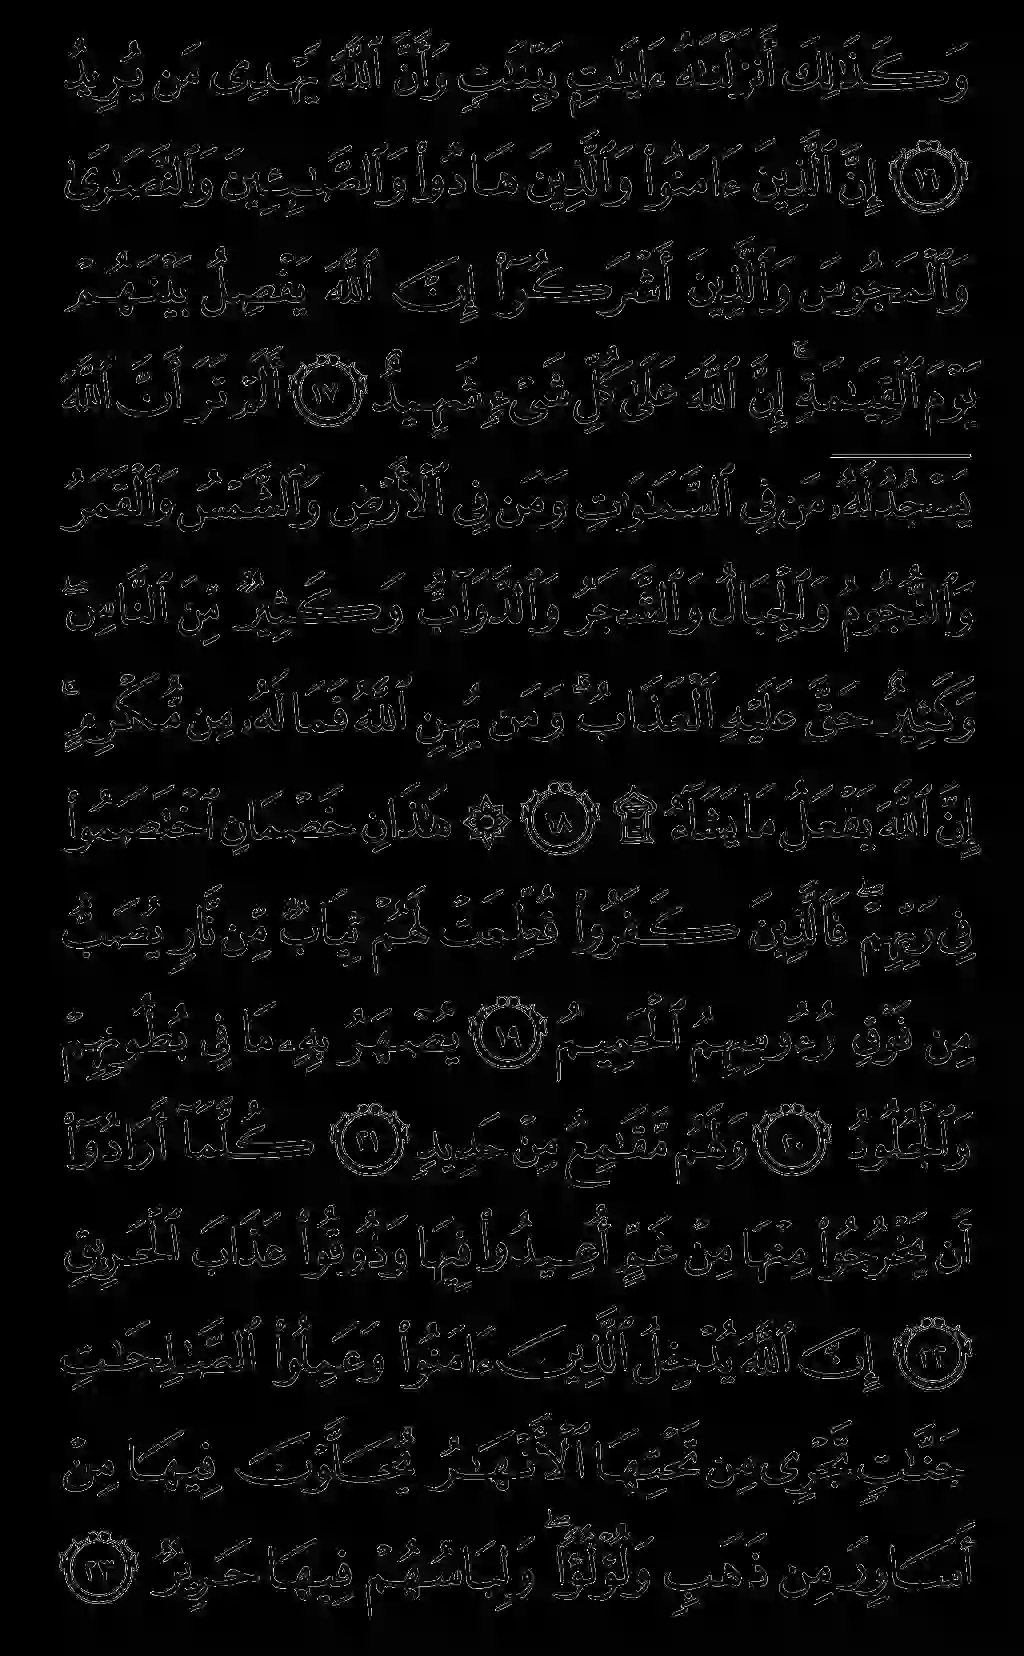 وَكَذَٰلِكَ أَنزَلْنَٰهُ ءَايَٰتٍۭ بَيِّنَٰتٍ وَأَنَّ ٱللَّهَ يَهْدِى مَن يُرِيدُ
١٦ إِنَّ ٱلَّذِينَ ءَامَنُوا۟ وَٱلَّذِينَ هَادُوا۟ وَٱلصَّٰبِـِٔينَ وَٱلنَّصَٰرَىٰ
وَٱلْمَجُوسَ وَٱلَّذِينَ أَشْرَكُوٓا۟ إِنَّ ٱللَّهَ يَفْصِلُ بَيْنَهُمْ
يَوْمَ ٱلْقِيَٰمَةِ ۚ إِنَّ ٱللَّهَ عَلَىٰ كُلِّ شَىْءٍ شَهِيدٌ ١٧ أَلَمْ تَرَ أَنَّ ٱللَّهَ
يَسْجُدُ لَهُۥ مَن فِى ٱلسَّمَٰوَٰتِ وَمَن فِى ٱلْأَرْضِ وَٱلشَّمْسُ وَٱلْقَمَرُ
وَٱلنُّجُومُ وَٱلْجِبَالُ وَٱلشَّجَرُ وَٱلدَّوَآبُّ وَكَثِيرٌ مِّنَ ٱلنَّاسِ ۖ
وَكَثِيرٌ حَقَّ عَلَيْهِ ٱلْعَذَابُ ۗ وَمَن يُهِنِ ٱللَّهُ فَمَا لَهُۥ مِن مُّكْرِمٍ ۚ
إِنَّ ٱللَّهَ يَفْعَلُ مَا يَشَآءُ ۩ ١٨ ۞ هَٰذَانِ خَصْمَانِ ٱخْتَصَمُوا۟
فِى رَبِّهِمْ ۖ فَٱلَّذِينَ كَفَرُوا۟ قُطِّعَتْ لَهُمْ ثِيَابٌ مِّن نَّارٍ يُصَبُّ
مِن فَوْقِ رُءُوسِهِمُ ٱلْحَمِيمُ ١٩ يُصْهَرُ بِهِۦ مَا فِى بُطُونِهِمْ
وَٱلْجُلُودُ ٢٠ وَلَهُم مَّقَٰمِعُ مِنْ حَدِيدٍ ٢١ كُلَّمَآ أَرَادُوٓا۟
أَن يَخْرُجُوا۟ مِنْهَا مِنْ غَمٍّ أُعِيدُوا۟ فِيهَا وَذُوقُوا۟ عَذَابَ ٱلْحَرِيقِ
٢٢ إِنَّ ٱللَّهَ يُدْخِلُ ٱلَّذِينَ ءَامَنُوا۟ وَعَمِلُوا۟ ٱلصَّٰلِحَٰتِ
جَنَّٰتٍ تَجْرِى مِن تَحْتِهَا ٱلْأَنْهَٰرُ يُحَلَّوْنَ فِيهَا مِنْ
أَسَاوِرَ مِن ذَهَبٍ وَلُؤْلُؤًا ۖ وَلِبَاسُهُمْ فِيهَا حَرِيرٌ ٢٣